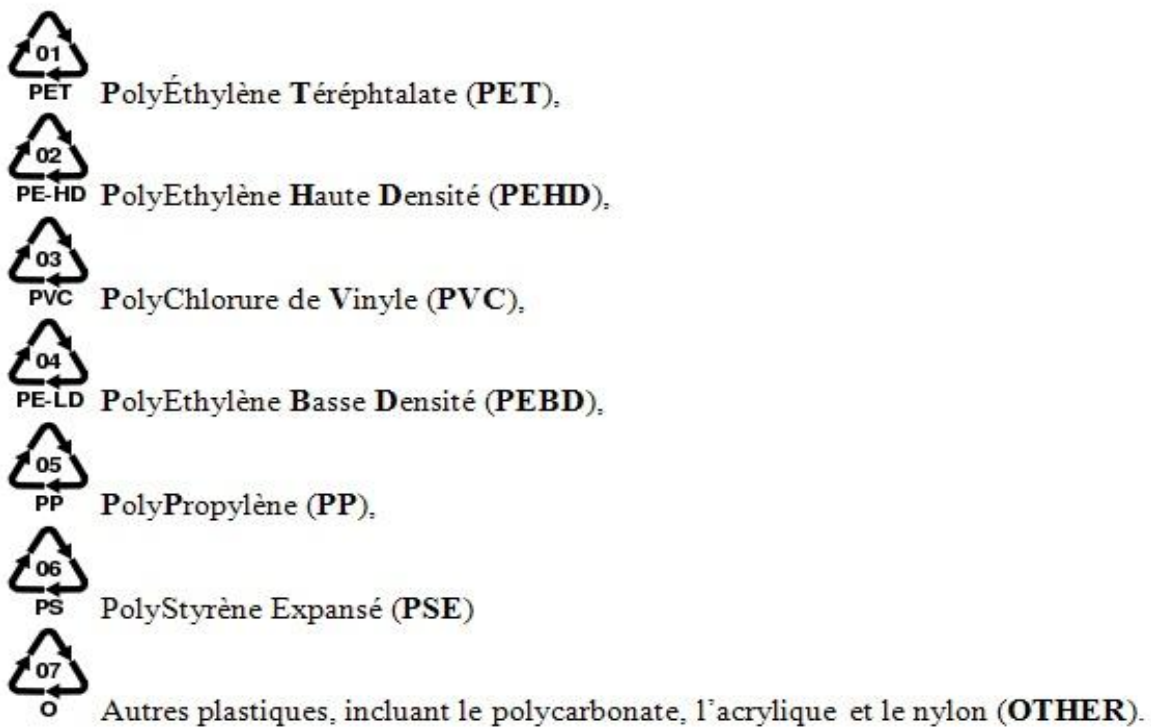 01
PET PolyÉthylène Téréphtalate (PET),
02
PE-HD PolyEthylène Haute Densité (PEHD),
03
PVC PolyChlorure de Vinyle (PVC),
04
PE-LD PolyEthylène Basse Densité (PEBD),
05
PP PolyPropylène (PP),
06
PS PolyStyrène Expansé (PSE)
07
O Autres plastiques, incluant le polycarbonate, l'acrylique et le nylon (OTHER).